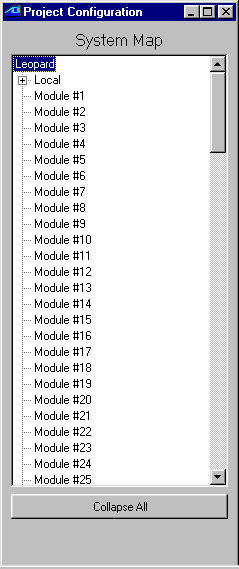 Project Configuration
System Map
Leopard
Local
Module #1
Module #2
Module #3
Module #4
Module #5
Module #6
Module #7
Module #8
Module #9
Module #10
Module #11
Module #12
Module #13
Module #14
Module #15
Module #16
Module #17
Module #18
Module #19
Module #20
Module #21
Module #22
Module #23
Module #24
Module #25
Collapse All